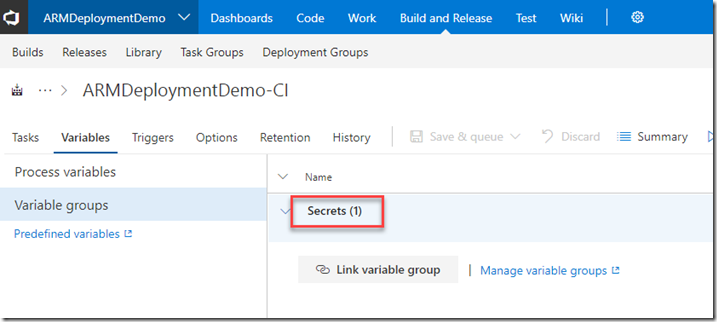 ARMDeploymentDemo Dashboards Code Work Build and Release Test Wiki
Builds Releases Library Task Groups Deployment Groups
··· > ARMDeploymentDemo-CI
Tasks Variables Triggers Options Retention History Save & queue Discard Summary
Process variables
Name
Variable groups
Secrets (1)
Predefined variables
Link variable group | Manage variable groups